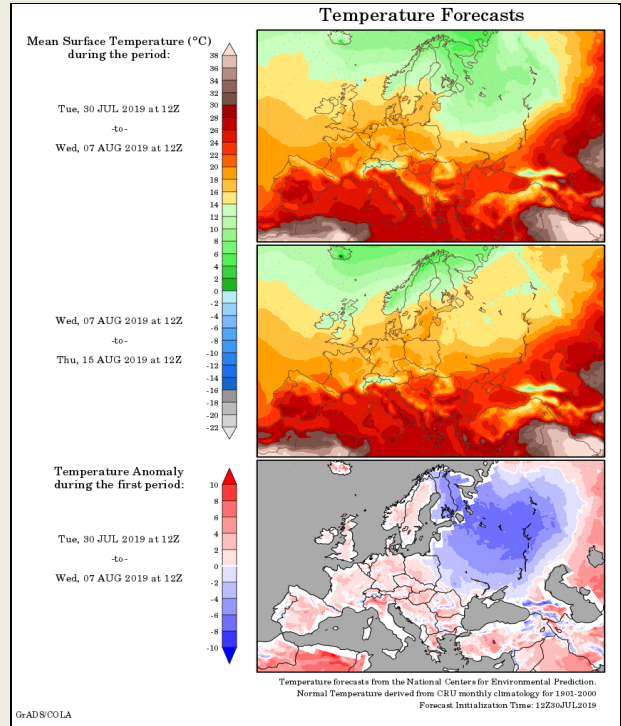 Temperature Forecasts
Mean Surface Temperature (°C)
during the period:
Tue, 30 JUL 2019 at 12Z
-to-
Wed, 07 AUG 2019 at 12Z
38
36
34
32
30
28
26
24
22
20
18
16
14
12
10
8
6
4
2
0
-2
-4
-6
-8
-10
-12
-14
-16
-18
-20
-22
Wed, 07 AUG 2019 at 12Z
-to-
Thu, 15 AUG 2019 at 12Z
Temperature Anomaly
during the first period:
Tue, 30 JUL 2019 at 12Z
-to-
Wed, 07 AUG 2019 at 12Z
10
8
6
4
2
0
-2
-4
-6
-8
-10
Temperature forecasts from the National Centers for Environmental Prediction.
Normal Temperature derived from CRU monthly climatology for 1901-2000
Forecast Initialization Time: 12Z30JUL2019
GrADS/COLA